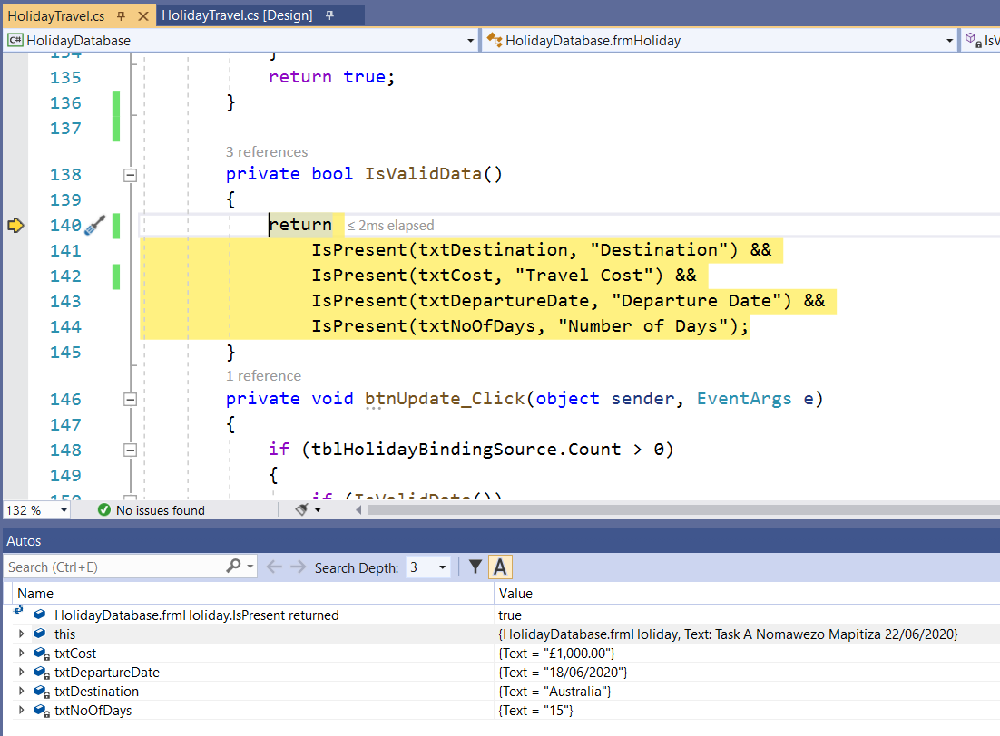 HolidayTravel.cs HolidayTravel.cs [Design]
C# HolidayDatabase HolidayDatabase.frmHoliday IsV
134 }
135 return true;
136 }
137
3 references
138 private bool IsValidData()
139 {
140 return ≤ 2ms elapsed
141 IsPresent(txtDestination, "Destination") &&
142 IsPresent(txtCost, "Travel Cost") &&
143 IsPresent(txtDepartureDate, "Departure Date") &&
144 IsPresent(txtNoOfDays, "Number of Days");
145 }
1 reference
146 private void btnUpdate_Click(object sender, EventArgs e)
147 {
148 if (tblHolidayBindingSource.Count > 0)
149 {
150 if (IsValidData())
132 % No issues found
Autos
Search (Ctrl+E) Search Depth: 3 A
Name Value
HolidayDatabase.frmHoliday.IsPresent returned true
this {HolidayDatabase.frmHoliday, Text: Task A Nomawezo Mapitiza 22/06/2020}
txtCost {Text = "£1,000.00"}
txtDepartureDate {Text = "18/06/2020"}
txtDestination {Text = "Australia"}
txtNoOfDays {Text = "15"}